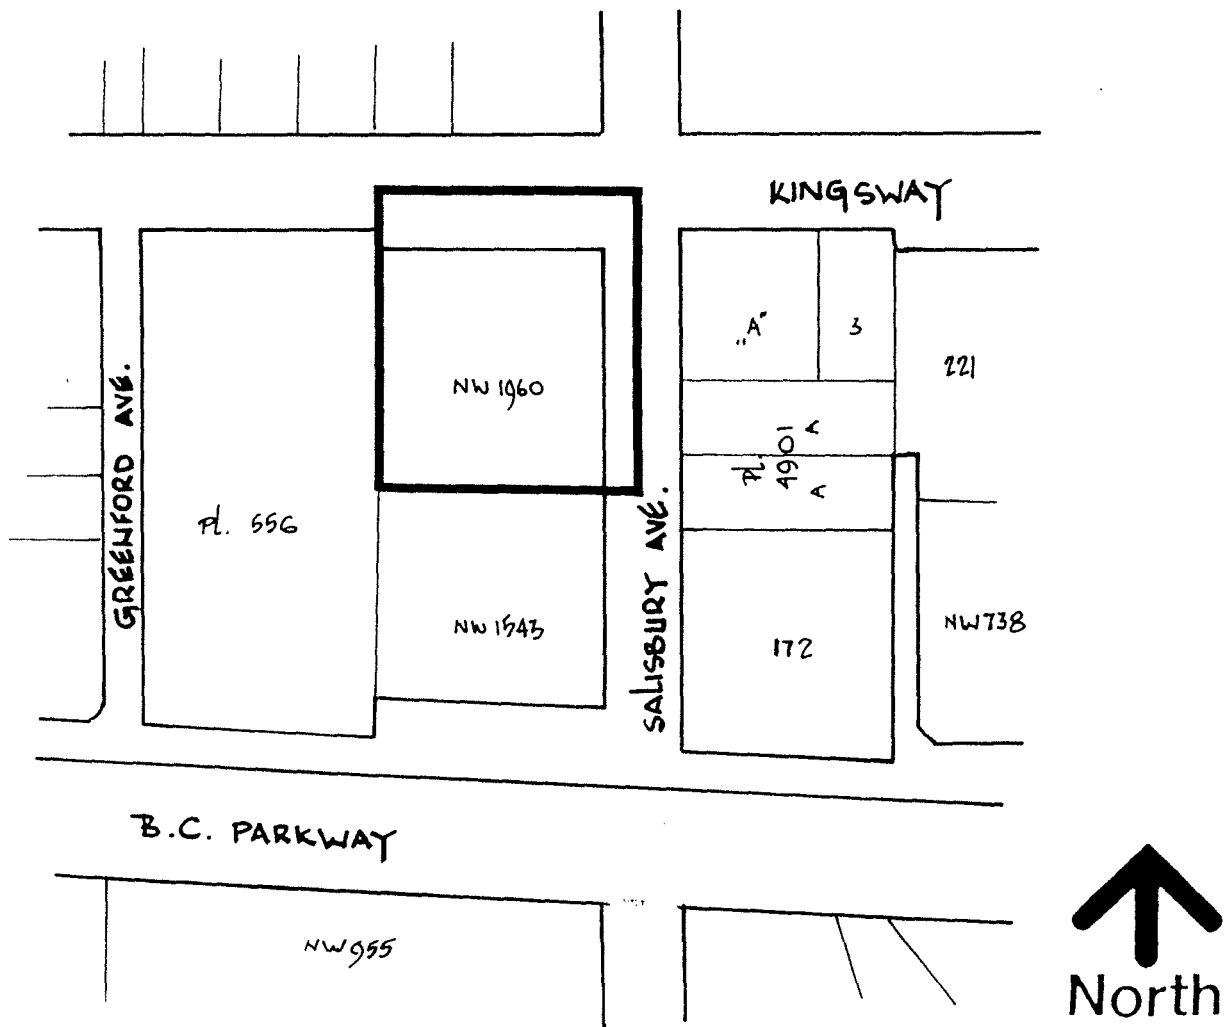 KINGSWAY
„A"
3
221
NW 1960
GREENFORD AVE.
PL. 4901
A
A
PL. 556
SALISBURY AVE.
NW 1543
172
NW 738
B.C. PARKWAY
NW 955
North